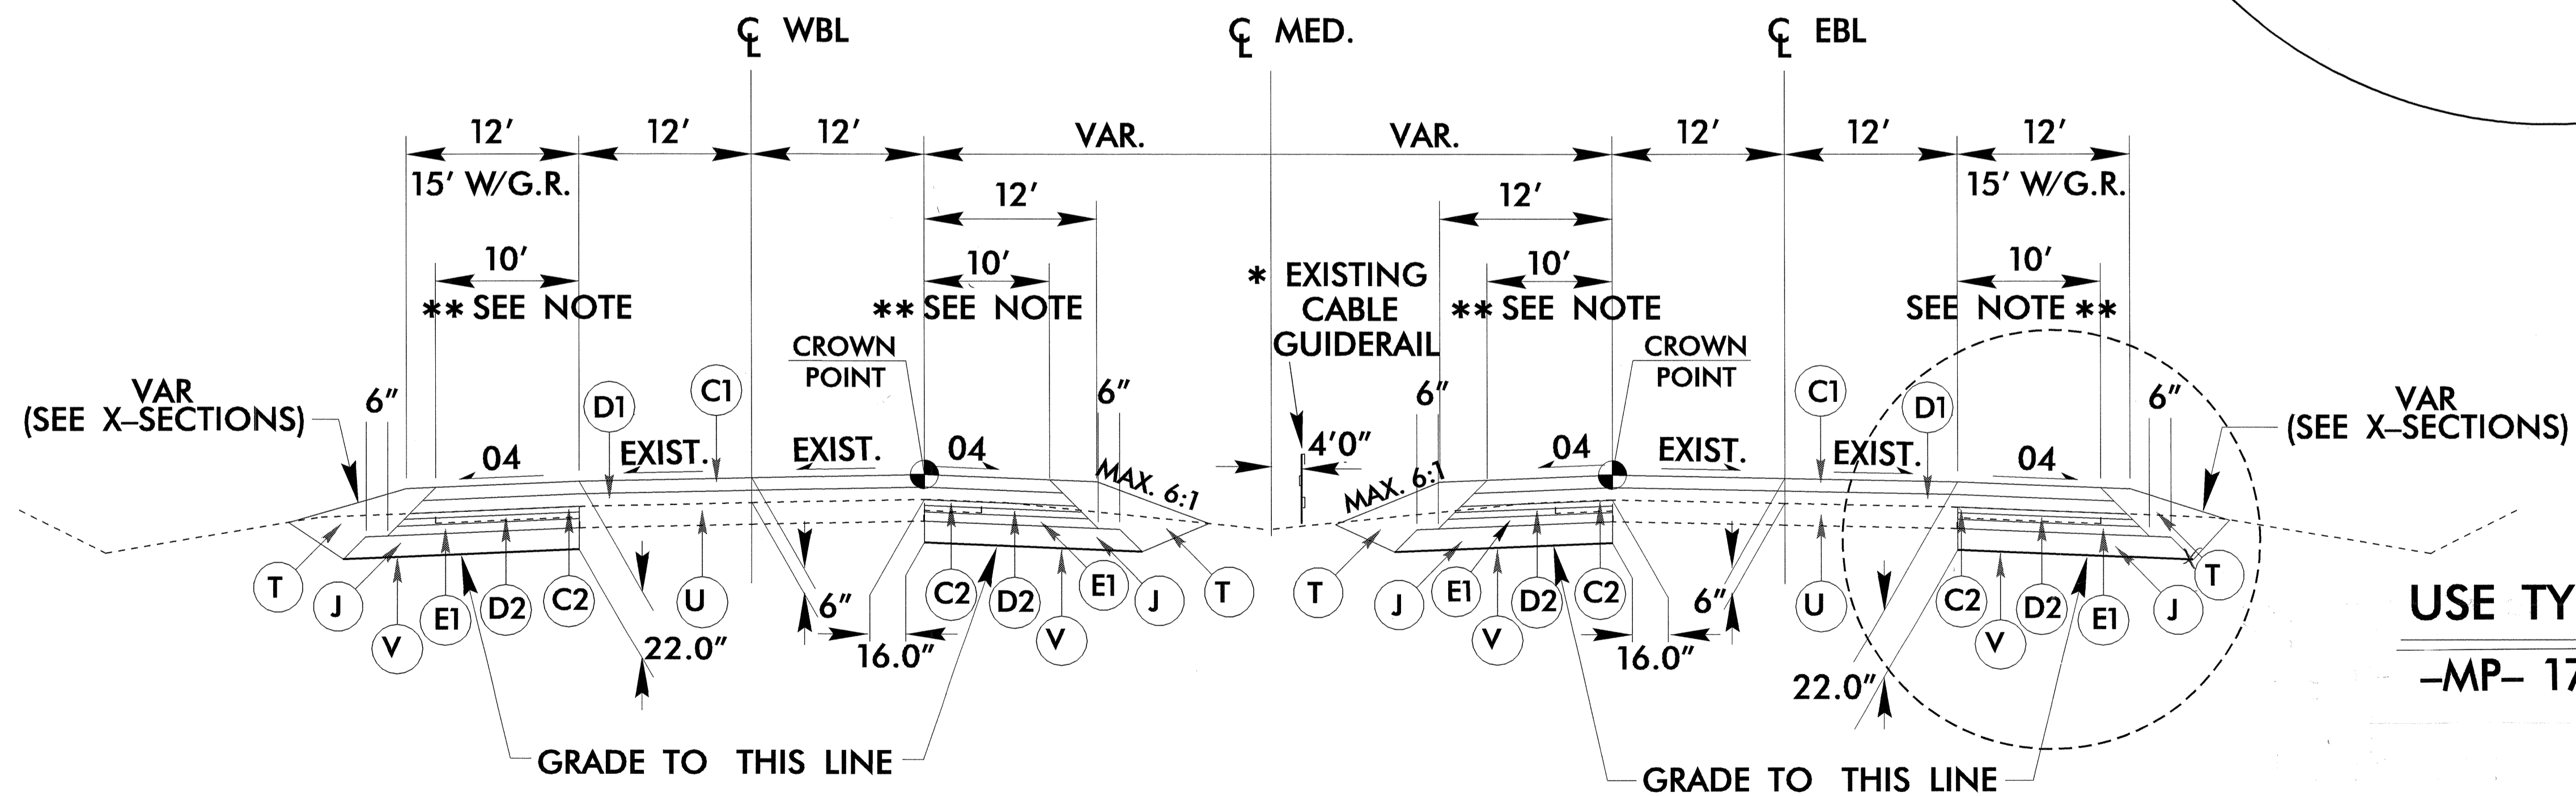 ℄ WBL
℄ MED.
℄ EBL
12' 12' 12' VAR. VAR. 12' 12' 12'
15' W/G.R.
15' W/G.R.
12' 12'
10' 10' 10' 10'
** SEE NOTE
** SEE NOTE
* EXISTING
CABLE
GUIDERAIL
** SEE NOTE
SEE NOTE **
CROWN
POINT
CROWN
POINT
VAR
(SEE X–SECTIONS)
6"
D1
C1
6"
6"
C1
D1
6"
VAR
(SEE X–SECTIONS)
04
EXIST.
EXIST.
04
MAX. 6:1
4'0"
MAX. 6:1
04
EXIST.
EXIST.
04
T
J
V
E1
D2
C2
U
22.0"
6"
16.0"
C2
D2
V
E1
J
T
T
J
E1
V
D2
C2
16.0"
6"
U
22.0"
C2
V
D2
E1
J
T
GRADE TO THIS LINE
GRADE TO THIS LINE
USE TY
–MP– 17